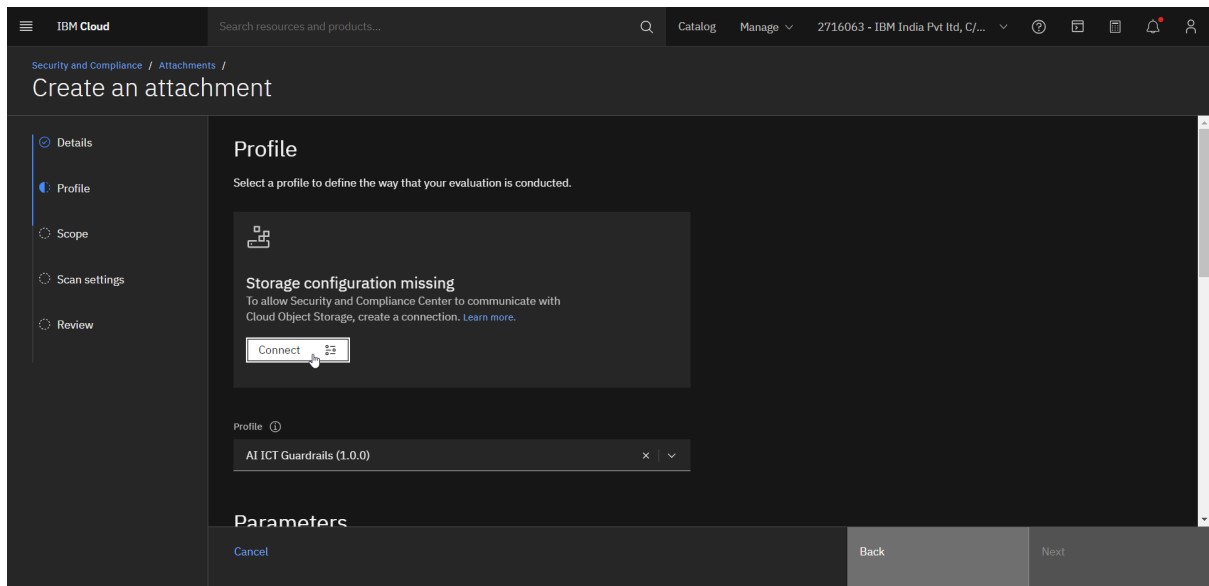 IBM Cloud
Search resources and products...
Catalog
Manage
2716063 - IBM India Pvt ltd, C/...
Security and Compliance / Attachments /
Create an attachment
Details
Profile
Scope
Scan settings
Review
Profile
Select a profile to define the way that your evaluation is conducted.
Storage configuration missing
To allow Security and Compliance Center to communicate with
Cloud Object Storage, create a connection. Learn more.
Connect
Profile
AI ICT Guardrails (1.0.0)
Parameters
Cancel
Back
Next